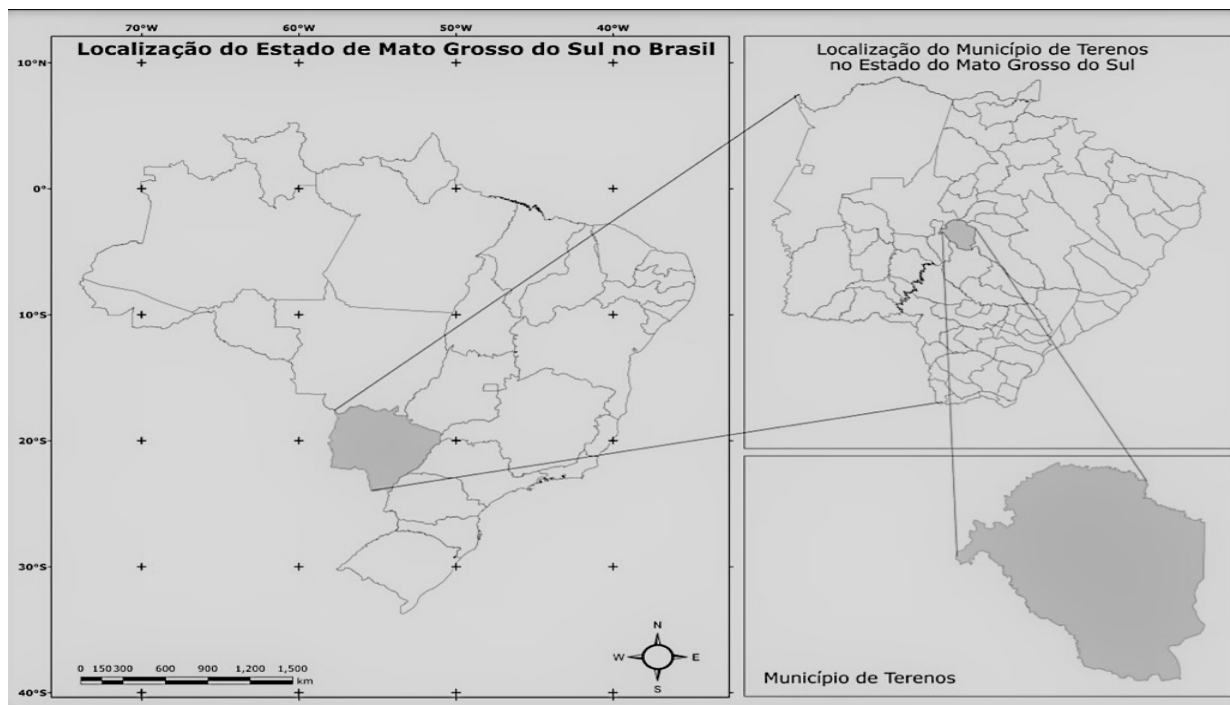 70°W 60°W 50°W 40°W
Localização do Estado de Mato Grosso do Sul no Brasil
10°N
0°
10°S
20°S
30°S
40°S
0 150 300 600 900 1,200 1,500
km
N
W E
S
Localização do Município de Terenos
no Estado do Mato Grosso do Sul
Município de Terenos